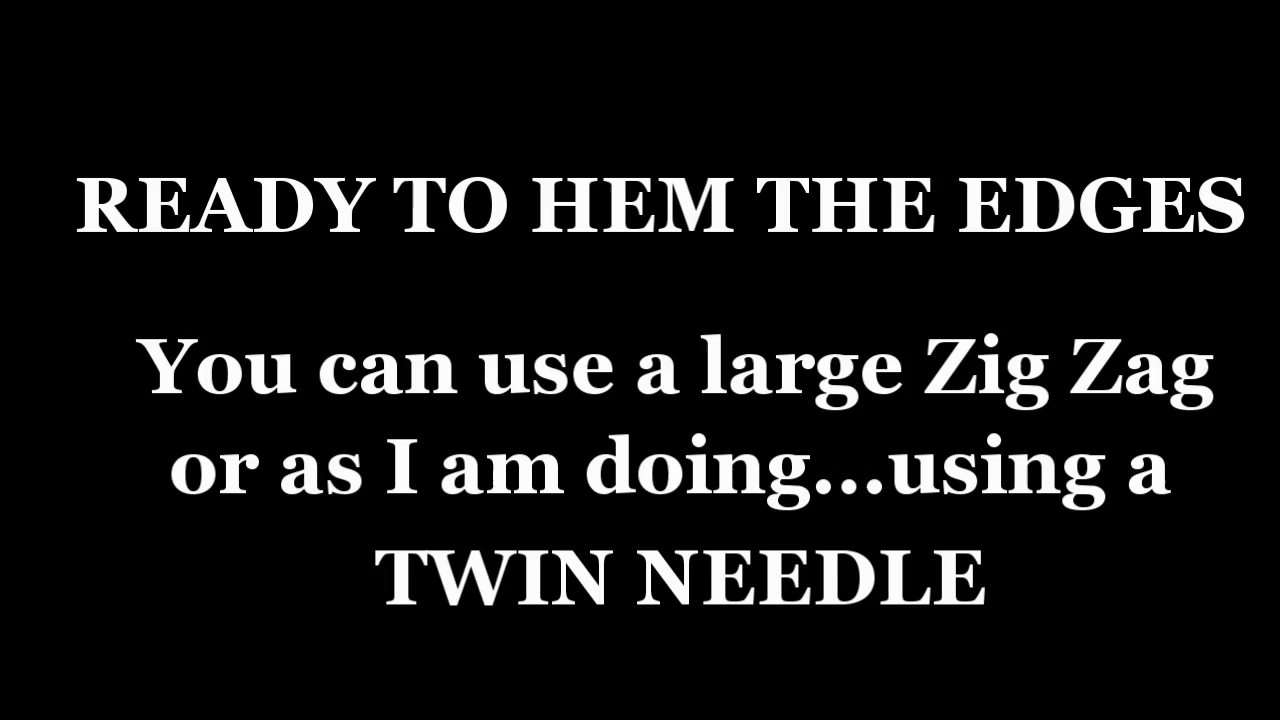 READY TO HEM THE EDGES
You can use a large Zig Zag
or as I am doing...using a
TWIN NEEDLE